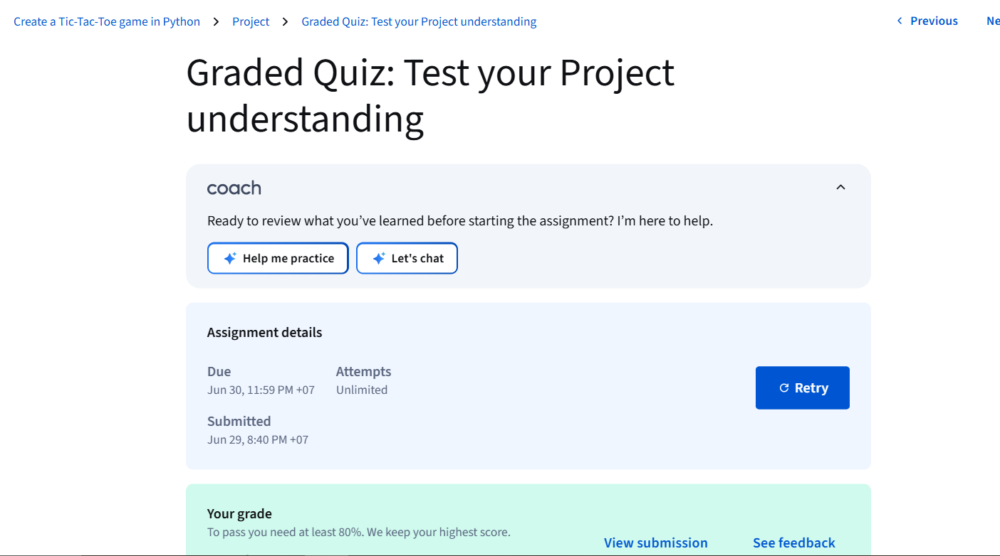 Create a Tic-Tac-Toe game in Python > Project > Graded Quiz: Test your Project understanding
< Previous
Graded Quiz: Test your Project
understanding
coach
Ready to review what you’ve learned before starting the assignment? I’m here to help.
Help me practice
Let's chat
Assignment details
Due
Attempts
Jun 30, 11:59 PM +07
Unlimited
Retry
Submitted
Jun 29, 8:40 PM +07
Your grade
To pass you need at least 80%. We keep your highest score.
View submission
See feedback